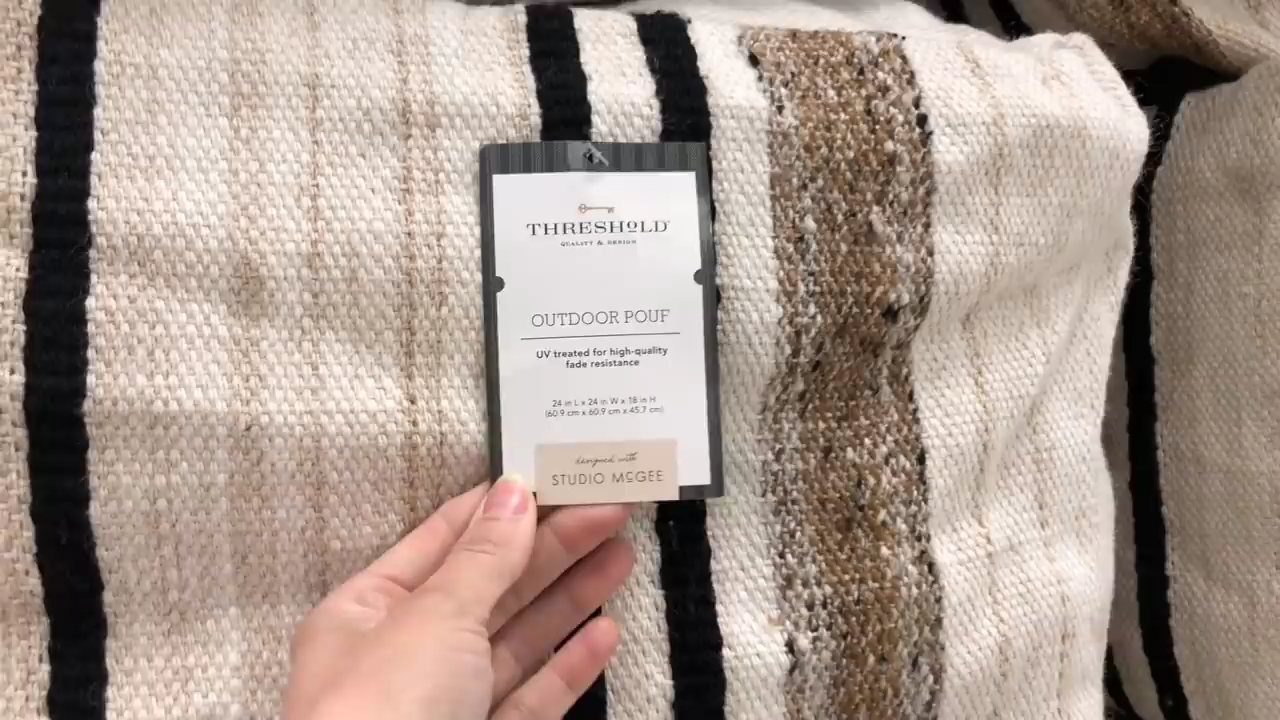 THRESHOLD
QUALITY & DESIGN
OUTDOOR POUF
UV treated for high-quality
fade resistance
24 in L x 24 in W x 18 in H
(60.9 cm x 60.9 cm x 45.7 cm)
designed with
STUDIO McGEE